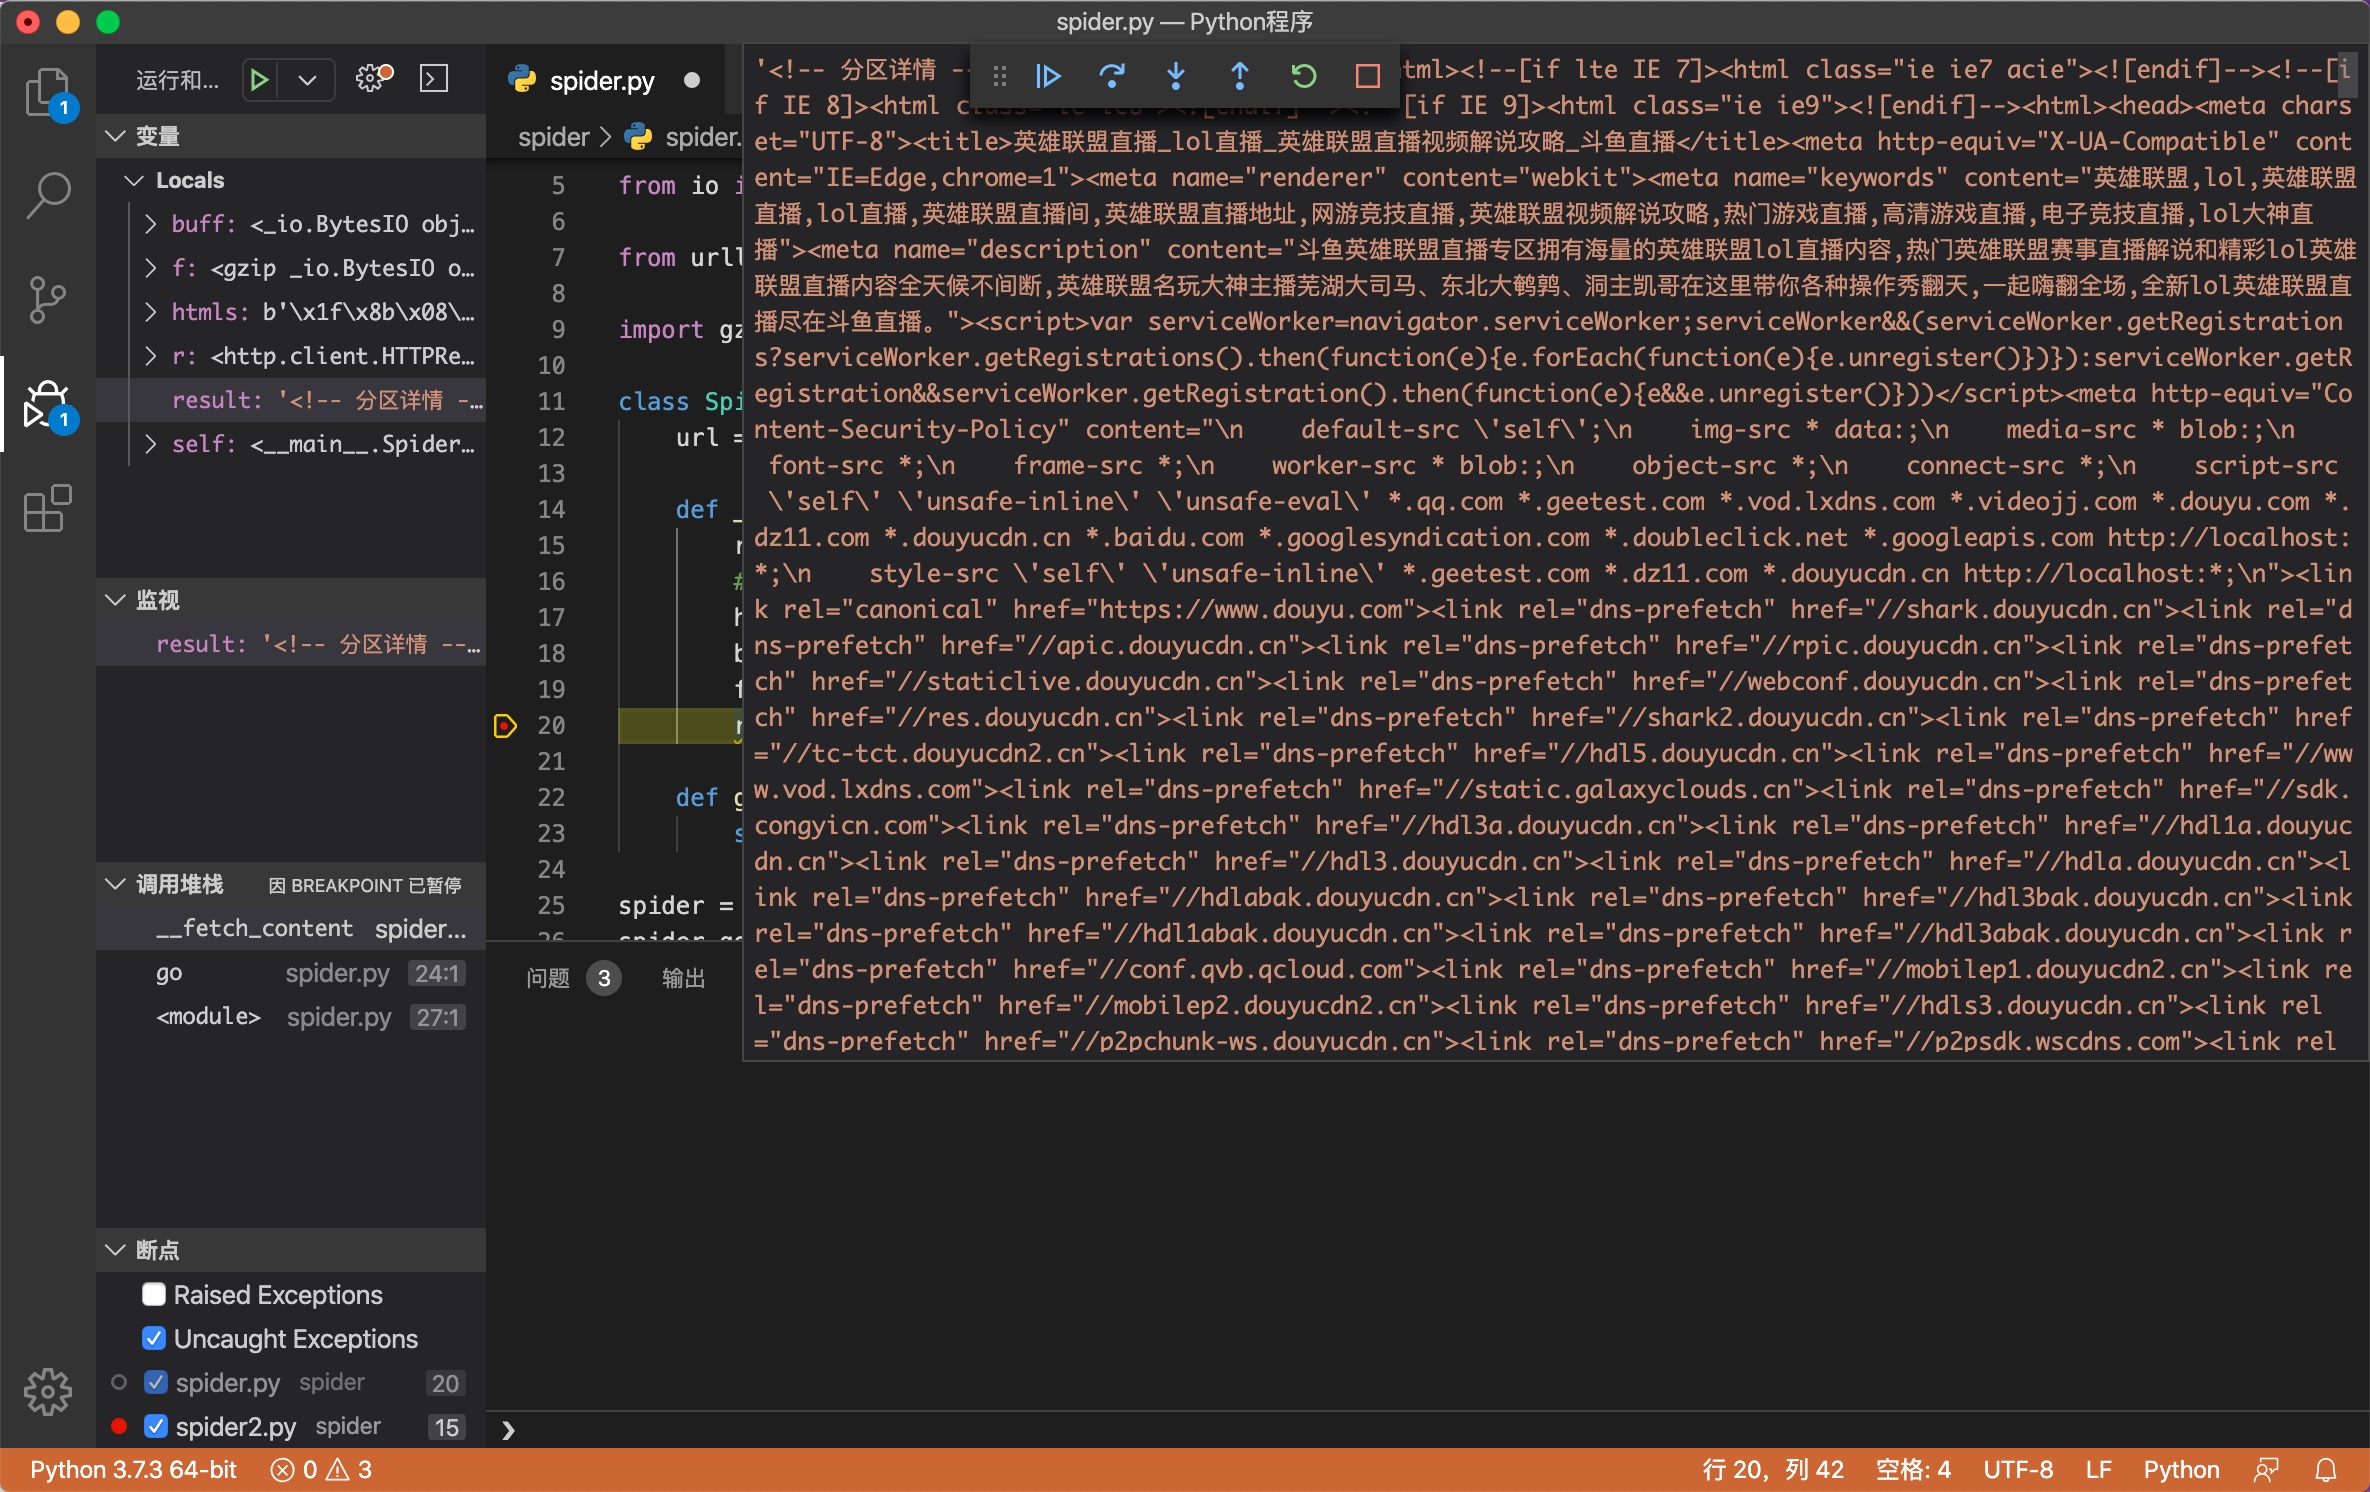 spider.py — Python程序
运行和...
变量
Locals
buff: <_io.BytesIO obj…
f: <gzip _io.BytesIO o…
htmls: b'\x1f\x8b\x08\…
r: <http.client.HTTPRe…
result: '<!-- 分区详情 -…
self: <__main__.Spider…
监视
result: '<!-- 分区详情 --…
调用堆栈 因 BREAKPOINT 已暂停
__fetch_content spider...
go spider.py 24:1
<module> spider.py 27:1
断点
Raised Exceptions
Uncaught Exceptions
spider.py spider 20
spider2.py spider 15
1
1
spider.py
spider > spider.
5 from io i
6
7 from url
8
9 import gz
10
11 class Spi
12 url =
13
14 def _
15 r
16 #
17 h
18 b
19 f
20 r
21
22 def g
23 s
24
25 spider =
问题 3 输出
'<!-- 分区详情 - tml><!--[if lte IE 7]><html class="ie ie7 acie"><![endif]--><!--[i
f IE 8]><html [if IE 9]><html class="ie ie9"><![endif]--><html><head><meta chars
et="UTF-8"><title>英雄联盟直播_lol直播_英雄联盟直播视频解说攻略_斗鱼直播</title><meta http-equiv="X-UA-Compatible" cont
ent="IE=Edge,chrome=1"><meta name="renderer" content="webkit"><meta name="keywords" content="英雄联盟,lol,英雄联盟
直播,lol直播,英雄联盟直播间,英雄联盟直播地址,网游竞技直播,英雄联盟视频解说攻略,热门游戏直播,高清游戏直播,电子竞技直播,lol大神直
播"><meta name="description" content="斗鱼英雄联盟直播专区拥有海量的英雄联盟lol直播内容,热门英雄联盟赛事直播解说和精彩lol英雄
联盟直播内容全天候不间断,英雄联盟名玩大神主播芜湖大司马、东北大鹌鹑、洞主凯哥在这里带你各种操作秀翻天,一起嗨翻全场,全新lol英雄联盟直
播尽在斗鱼直播。"><script>var serviceWorker=navigator.serviceWorker;serviceWorker&&(serviceWorker.getRegistration
s?serviceWorker.getRegistrations().then(function(e){e.forEach(function(e){e.unregister()})}):serviceWorker.getR
egistration&&serviceWorker.getRegistration().then(function(e){e&&e.unregister()}))</script><meta http-equiv="Co
ntent-Security-Policy" content="\n    default-src \'self\';\n    img-src * data:;\n    media-src * blob:;\n
font-src *;\n    frame-src *;\n    worker-src * blob:;\n    object-src *;\n    connect-src *;\n    script-src
\'self\' \'unsafe-inline\' \'unsafe-eval\' *.qq.com *.geetest.com *.vod.lxdns.com *.videojj.com *.douyu.com *.
dz11.com *.douyucdn.cn *.baidu.com *.googlesyndication.com *.doubleclick.net *.googleapis.com http://localhost:
*;\n    style-src \'self\' \'unsafe-inline\' *.geetest.com *.dz11.com *.douyucdn.cn http://localhost:*;\n"><lin
k rel="canonical" href="https://www.douyu.com"><link rel="dns-prefetch" href="//shark.douyucdn.cn"><link rel="d
ns-prefetch" href="//apic.douyucdn.cn"><link rel="dns-prefetch" href="//rpic.douyucdn.cn"><link rel="dns-prefet
ch" href="//staticlive.douyucdn.cn"><link rel="dns-prefetch" href="//webconf.douyucdn.cn"><link rel="dns-prefet
ch" href="//res.douyucdn.cn"><link rel="dns-prefetch" href="//shark2.douyucdn.cn"><link rel="dns-prefetch" href
="//tc-tct.douyucdn2.cn"><link rel="dns-prefetch" href="//hdl5.douyucdn.cn"><link rel="dns-prefetch" href="//ww
w.vod.lxdns.com"><link rel="dns-prefetch" href="//static.galaxyclouds.cn"><link rel="dns-prefetch" href="//sdk.
congyicn.com"><link rel="dns-prefetch" href="//hdl3a.douyucdn.cn"><link rel="dns-prefetch" href="//hdl1a.douyuc
dn.cn"><link rel="dns-prefetch" href="//hdl3.douyucdn.cn"><link rel="dns-prefetch" href="//hdla.douyucdn.cn"><l
ink rel="dns-prefetch" href="//hdlabak.douyucdn.cn"><link rel="dns-prefetch" href="//hdl3bak.douyucdn.cn"><link
rel="dns-prefetch" href="//hdl1abak.douyucdn.cn"><link rel="dns-prefetch" href="//hdl3abak.douyucdn.cn"><link r
el="dns-prefetch" href="//conf.qvb.qcloud.com"><link rel="dns-prefetch" href="//mobilep1.douyucdn2.cn"><link re
l="dns-prefetch" href="//mobilep2.douyucdn2.cn"><link rel="dns-prefetch" href="//hdls3.douyucdn.cn"><link rel
="dns-prefetch" href="//p2pchunk-ws.douyucdn.cn"><link rel="dns-prefetch" href="//p2psdk.wscdns.com"><link rel
Python 3.7.3 64-bit 0 3 行 20，列 42 空格: 4 UTF-8 LF Python